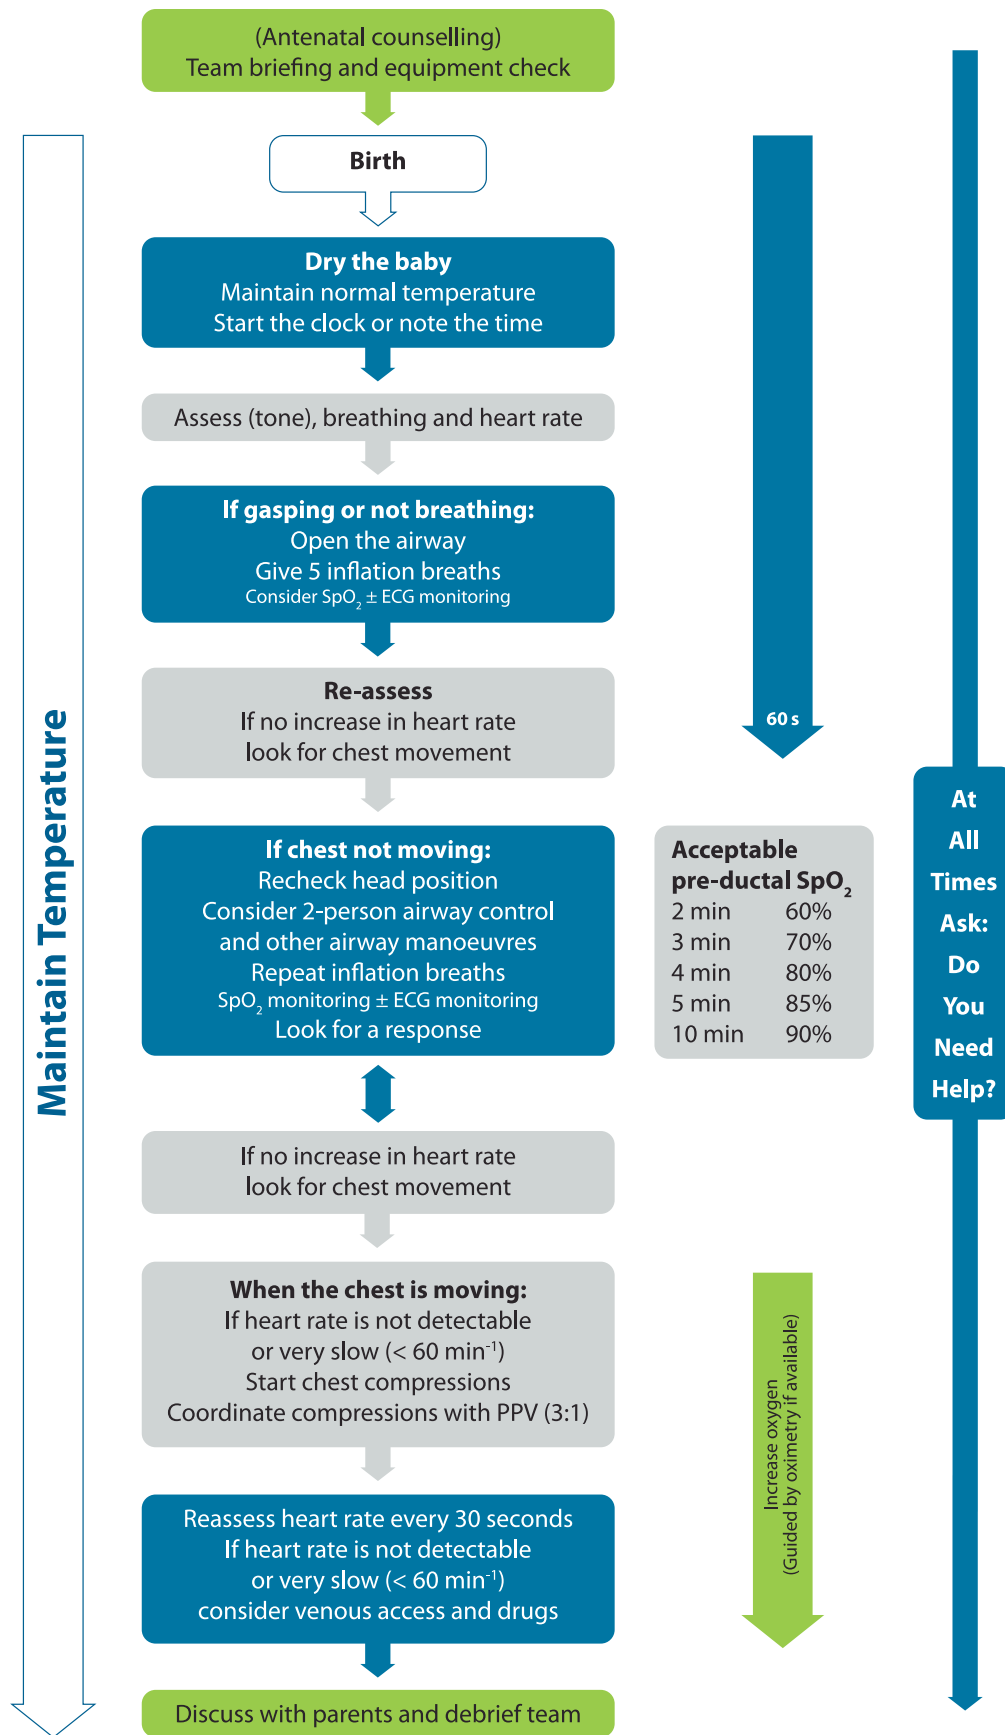 (Antenatal counselling)
Team briefing and equipment check
Birth
Dry the baby
Maintain normal temperature
Start the clock or note the time
Assess (tone), breathing and heart rate
If gasping or not breathing:
Open the airway
Give 5 inflation breaths
Consider SpO₂ ± ECG monitoring
Re-assess
If no increase in heart rate
look for chest movement
If chest not moving:
Recheck head position
Consider 2-person airway control
and other airway manoeuvres
Repeat inflation breaths
SpO₂ monitoring ± ECG monitoring
Look for a response
If no increase in heart rate
look for chest movement
When the chest is moving:
If heart rate is not detectable
or very slow (< 60 min⁻¹)
Start chest compressions
Coordinate compressions with PPV (3:1)
Reassess heart rate every 30 seconds
If heart rate is not detectable
or very slow (< 60 min⁻¹)
consider venous access and drugs
Discuss with parents and debrief team
Maintain Temperature
60 s
Acceptable
pre-ductal SpO₂
2 min 60%
3 min 70%
4 min 80%
5 min 85%
10 min 90%
Increase oxygen
(Guided by oximetry if available)
At
All
Times
Ask:
Do
You
Need
Help?